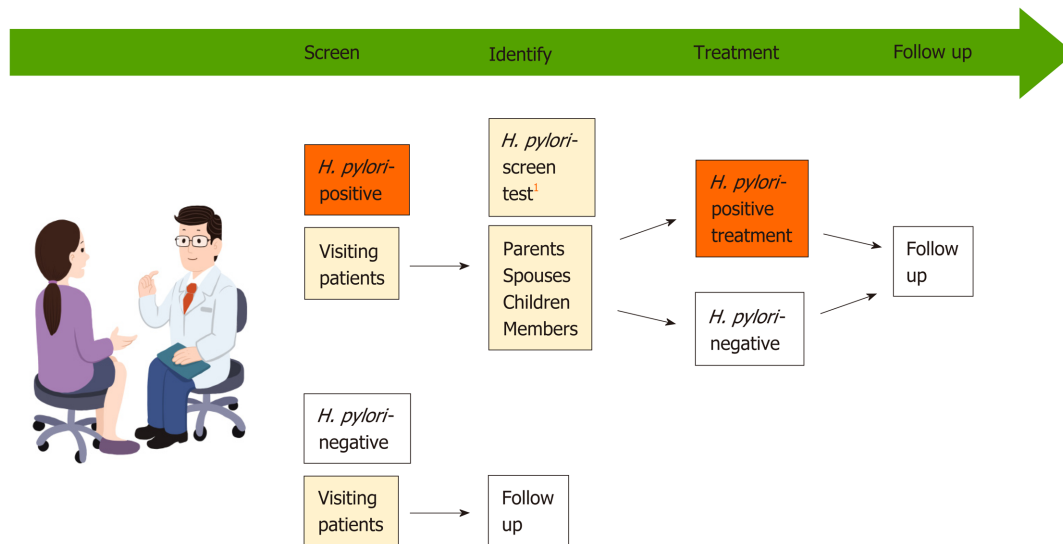 Screen
Identify
Treatment
Follow up
H. pylori-
positive
Visiting
patients
H. pylori-
screen
test¹
Parents
Spouses
Children
Members
H. pylori-
positive
treatment
H. pylori-
negative
Follow
up
H. pylori-
negative
Visiting
patients
Follow
up